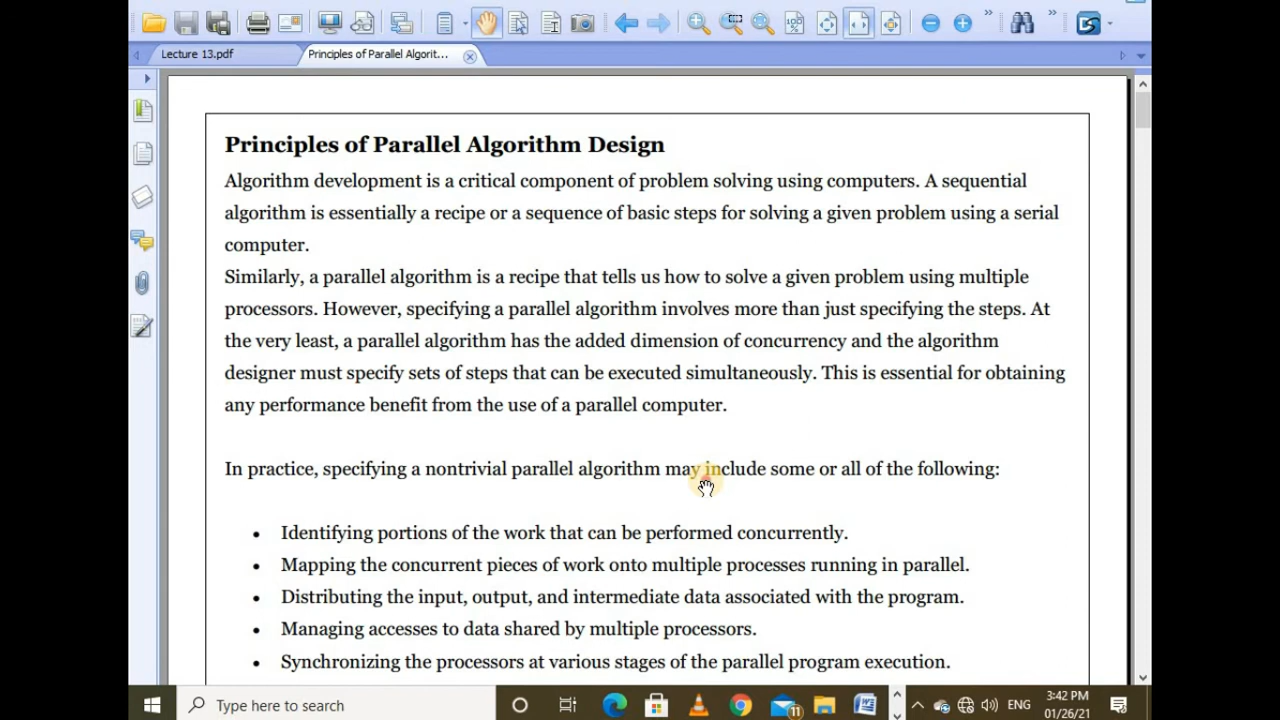 Lecture 13.pdf
Principles of Parallel Algorit...
Principles of Parallel Algorithm Design
Algorithm development is a critical component of problem solving using computers. A sequential
algorithm is essentially a recipe or a sequence of basic steps for solving a given problem using a serial
computer.
Similarly, a parallel algorithm is a recipe that tells us how to solve a given problem using multiple
processors. However, specifying a parallel algorithm involves more than just specifying the steps. At
the very least, a parallel algorithm has the added dimension of concurrency and the algorithm
designer must specify sets of steps that can be executed simultaneously. This is essential for obtaining
any performance benefit from the use of a parallel computer.
In practice, specifying a nontrivial parallel algorithm may include some or all of the following:
• Identifying portions of the work that can be performed concurrently.
• Mapping the concurrent pieces of work onto multiple processes running in parallel.
• Distributing the input, output, and intermediate data associated with the program.
• Managing accesses to data shared by multiple processors.
• Synchronizing the processors at various stages of the parallel program execution.
Type here to search
11
ENG
3:42 PM
01/26/21